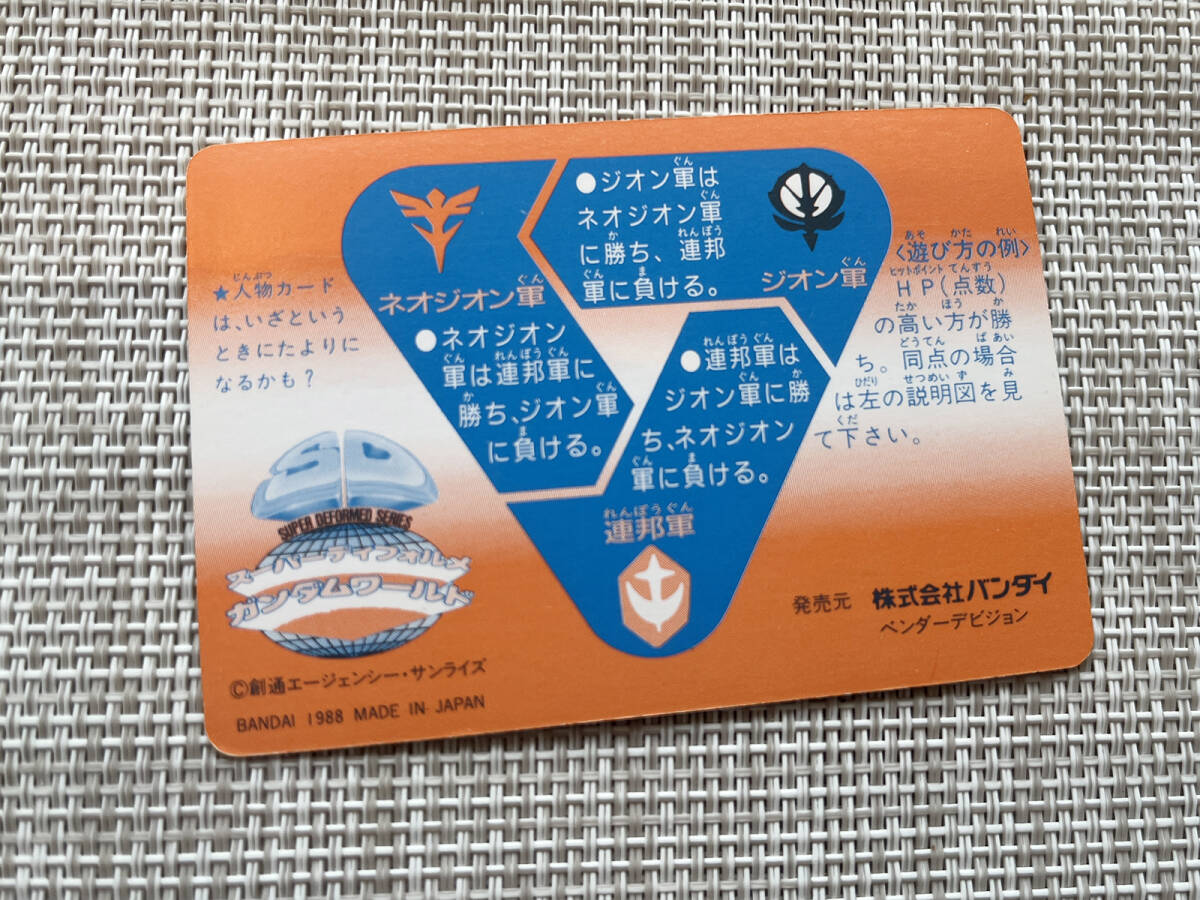 ●ジオン軍は
ネオジオン軍
に勝ち、連邦
軍に負ける。
ジオン軍
ネオジオン軍
●ネオジオン
軍は連邦軍に
勝ち、ジオン軍
に負ける。
●連邦軍は
ジオン軍に勝
ち、ネオジオン
軍に負ける。
連邦軍
★人物カード
は、いざという
ときにたよりに
なるかも？
〈遊び方の例〉
HP(点数)
の高い方が勝
ち。同点の場合
は左の説明図を見
て下さい。
SD
SUPER DEFORMED SERIES
スーパーディフォルメ
ガンダムワールド
©創通エージェンシー・サンライズ
BANDAI 1988 MADE IN JAPAN
発売元 株式会社バンダイ
ベンダーデビジョン